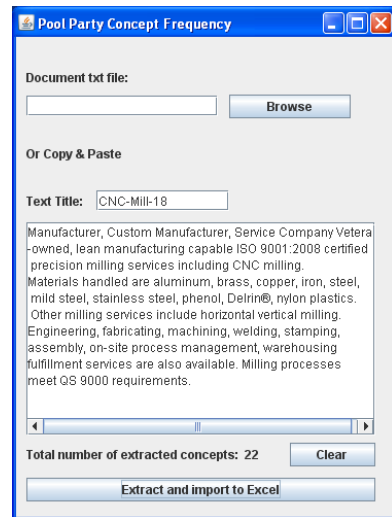 Pool Party Concept Frequency
Document txt file:
Browse
Or Copy & Paste
Text Title: CNC-Mill-18
Manufacturer, Custom Manufacturer, Service Company Vetera
-owned, lean manufacturing capable ISO 9001:2008 certified
precision milling services including CNC milling.
Materials handled are aluminum, brass, copper, iron, steel,
mild steel, stainless steel, phenol, Delrin®, nylon plastics.
Other milling services include horizontal vertical milling.
Engineering, fabricating, machining, welding, stamping,
assembly, on-site process management, warehousing
fulfillment services are also available. Milling processes
meet QS 9000 requirements.
Total number of extracted concepts: 22 Clear
Extract and import to Excel